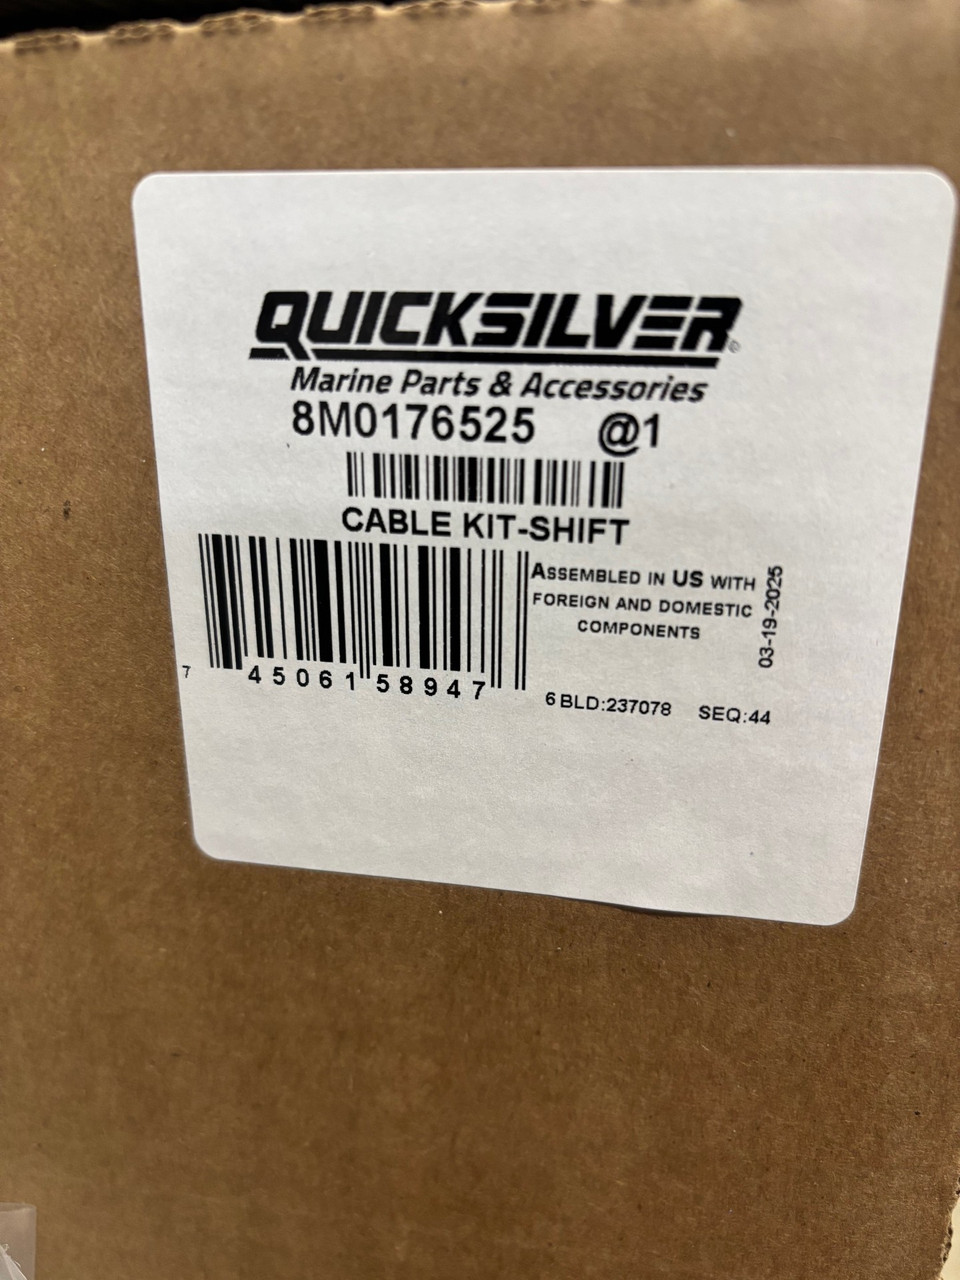 QUICKSILVER®
Marine Parts & Accessories
8M0176525 @1
CABLE KIT-SHIFT
ASSEMBLED IN US WITH
FOREIGN AND DOMESTIC
COMPONENTS
03-19-2025
7 45061 58947 6
BLD:237078 SEQ:44